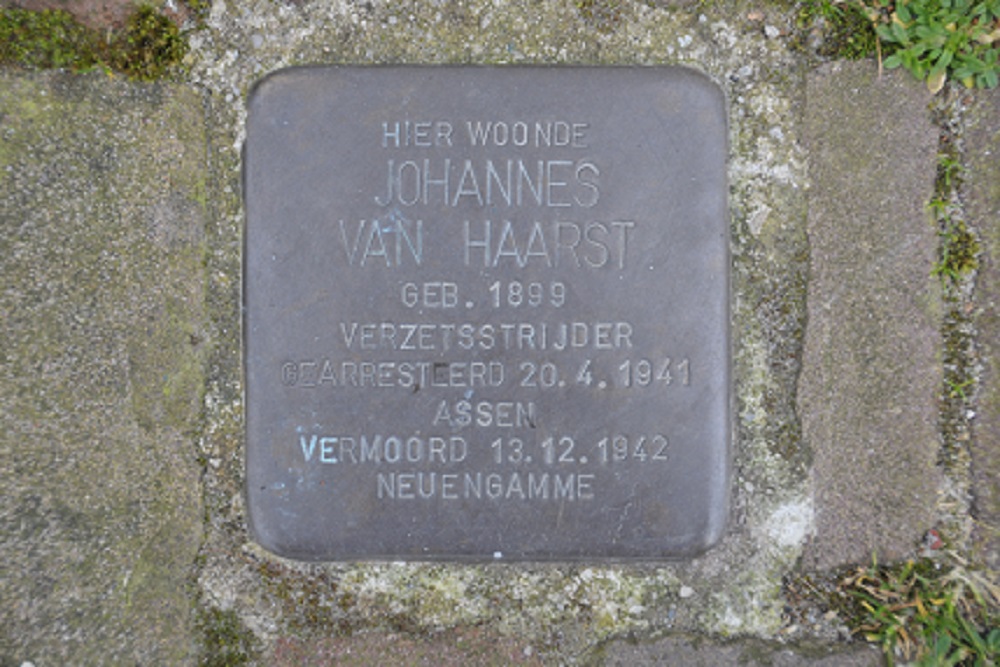 HIER WOONDE
JOHANNES
VAN HAARST
GEB. 1899
VERZETSSTRIJDER
GEARRESTEERD 20.4.1941
ASSEN
VERMOORD 13.12.1942
NEUENGAMME